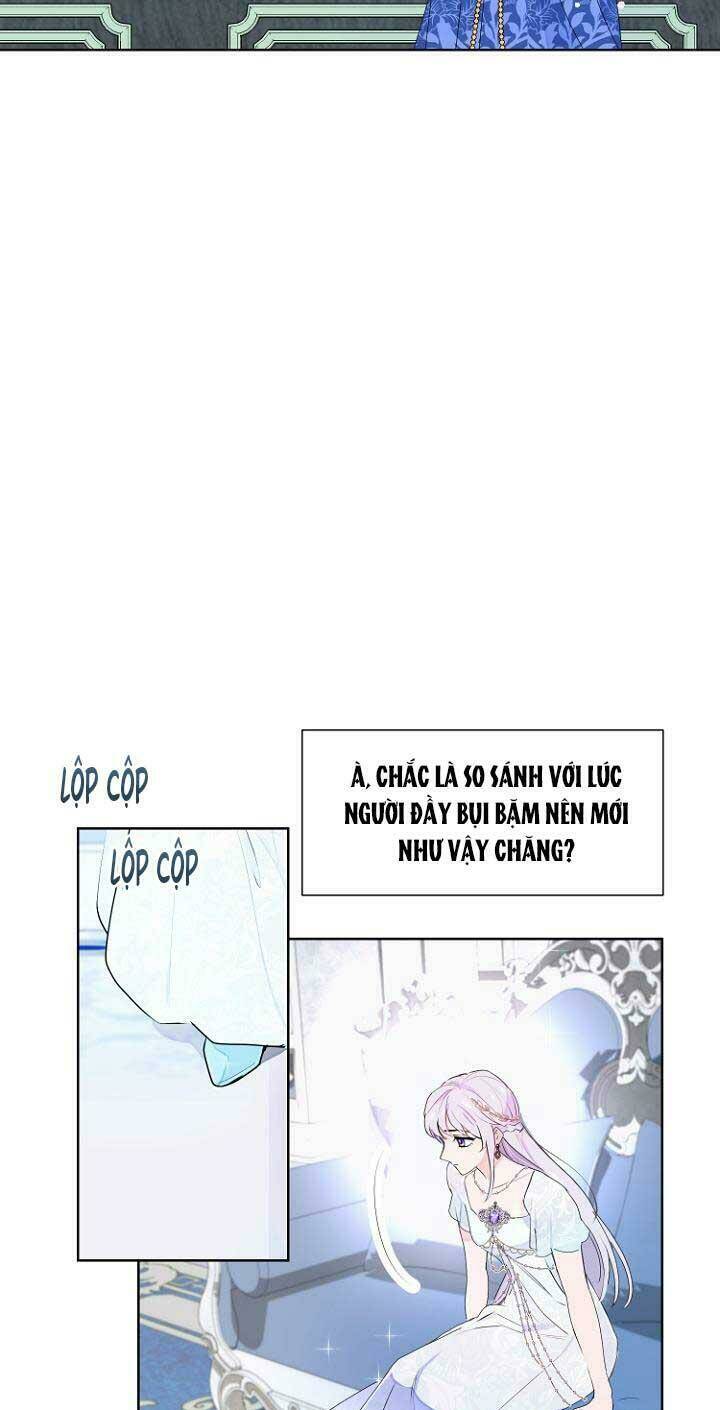 LỘP CỘP
LỘP CỘP
À, CHẮC LÀ SO SÁNH VỚI LÚC
NGƯỜI ĐẦY BỤI BẶM NÊN MỚI
NHƯ VẬY CHĂNG?